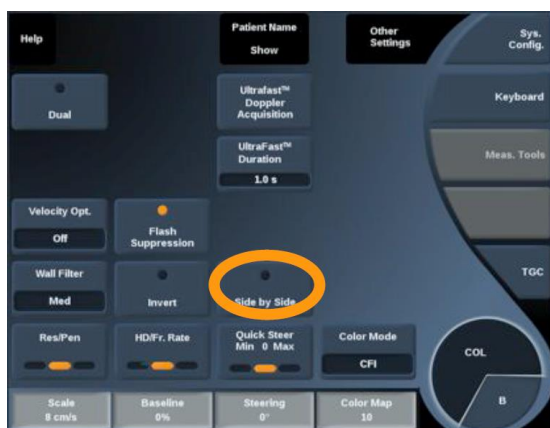 Help
Patient Name
Show
Other
Settings
Sys.
Config.
Dual
Ultrafast™
Doppler
Acquisition
Keyboard
UltraFast™
Duration
1.0 s
Meas. Tools
Velocity Opt.
Off
Flash
Suppression
Wall Filter
Med
Invert
Side by Side
TGC
Res/Pen
HD/Fr. Rate
Quick Steer
Min 0 Max
Color Mode
CFI
COL
B
Scale
8 cm/s
Baseline
0%
Steering
0°
Color Map
10